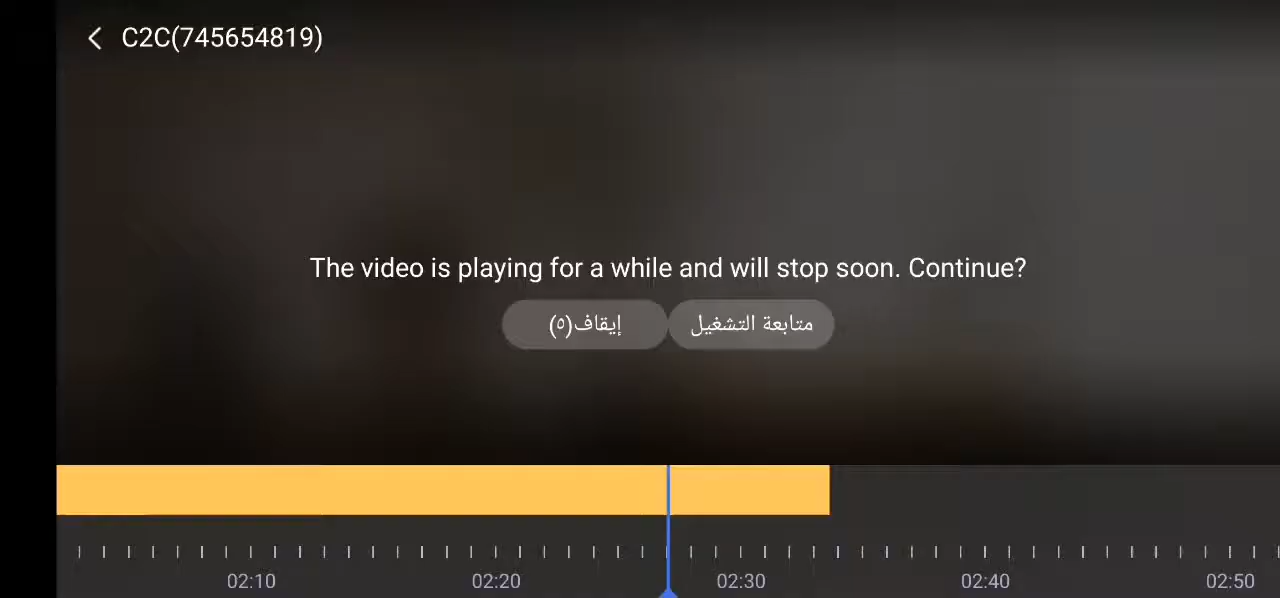 C2C(745654819)
The video is playing for a while and will stop soon. Continue?
متابعة التشغيل
إيقاف(٥)
02:10 02:20 02:30 02:40 02:50